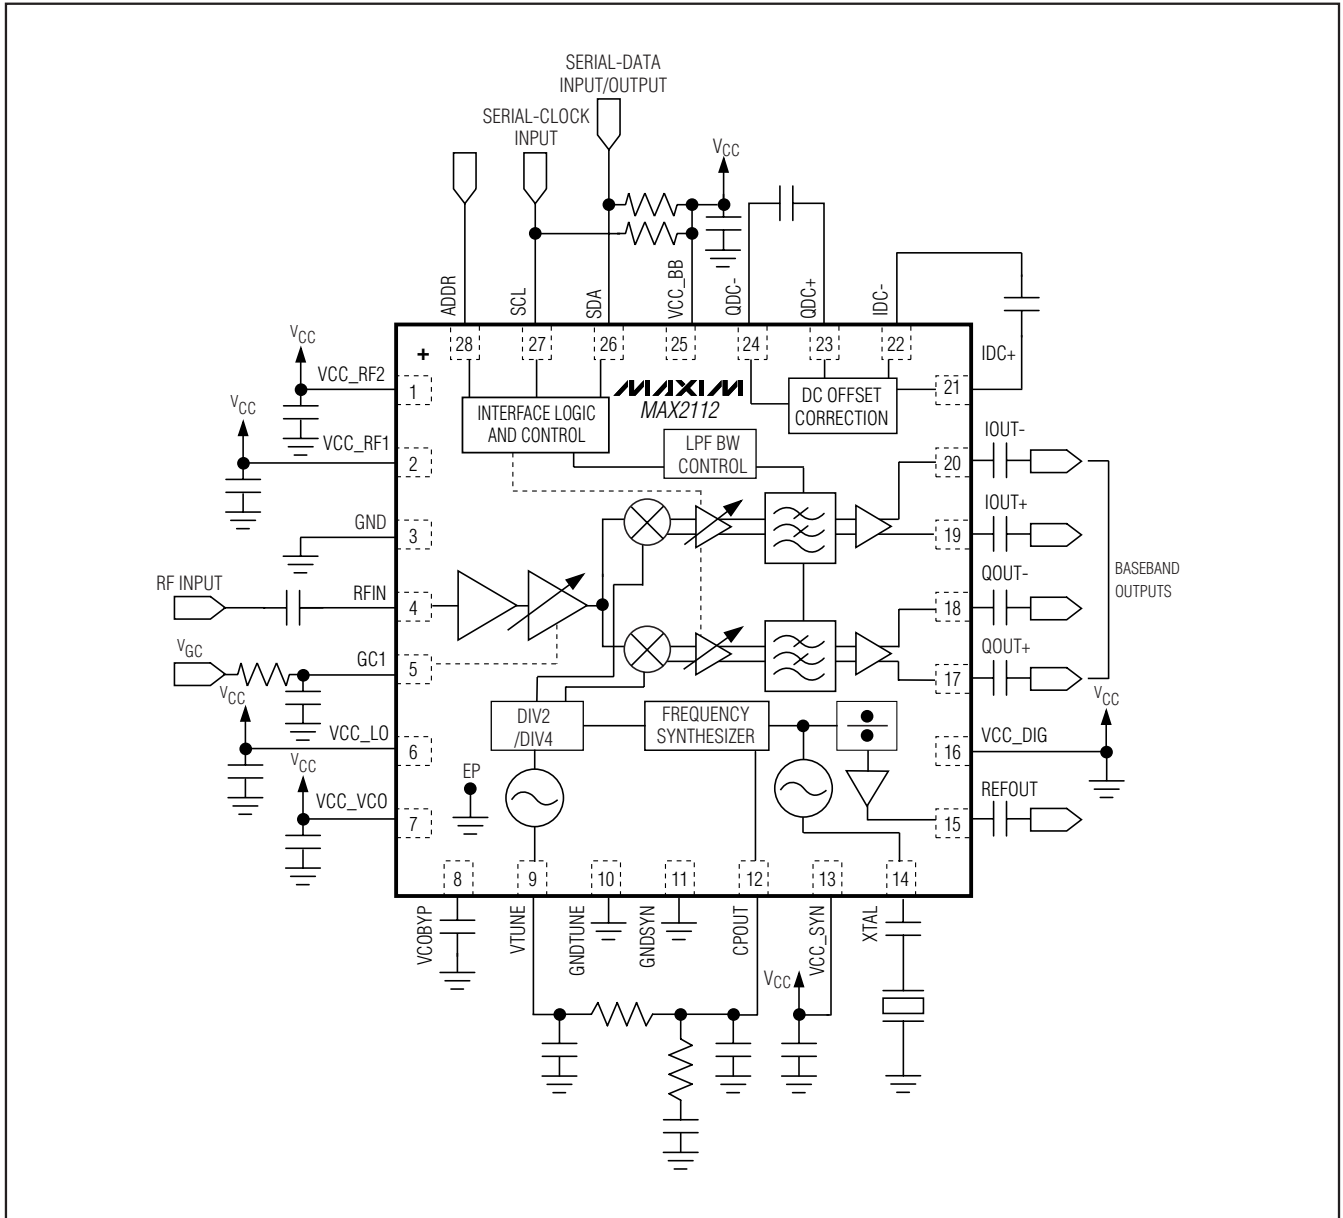 SERIAL-DATA
INPUT/OUTPUT
SERIAL-CLOCK
INPUT
VCC
ADDR
SCL
SDA
VCC_BB
QDC-
QDC+
IDC-
28
27
26
25
24
23
22
+
VCC
VCC_RF2
1
VCC
VCC_RF1
2
GND
3
RF INPUT
RFIN
4
VGC
GC1
5
VCC
VCC_LO
6
VCC
VCC_VCO
7
MAXIM
MAX2112
INTERFACE LOGIC
AND CONTROL
DC OFFSET
CORRECTION
LPF BW
CONTROL
DIV2
/DIV4
FREQUENCY
SYNTHESIZER
EP
IDC+
21
IOUT-
20
IOUT+
19
QOUT-
18
QOUT+
17
BASEBAND
OUTPUTS
VCC
VCC_DIG
16
REFOUT
15
8
9
10
11
12
13
14
VCOBYP
VTUNE
GNDTUNE
GNDSYN
CPOUT
VCC_SYN
XTAL
VCC